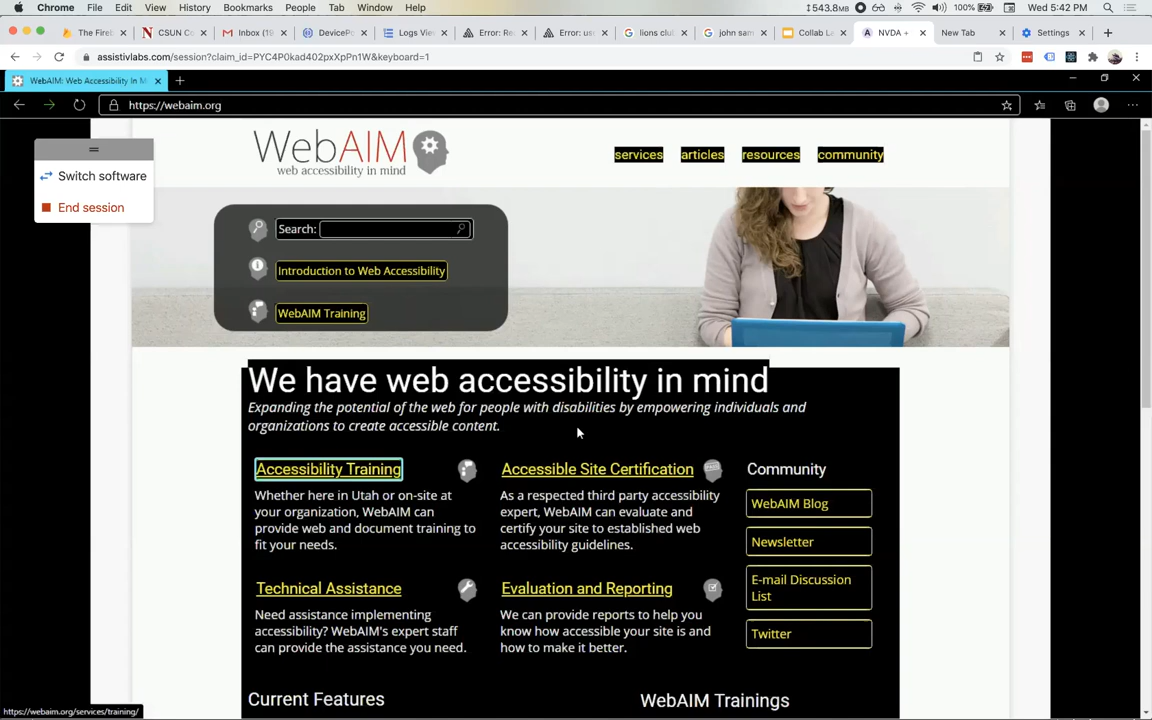 Chrome File Edit View History Bookmarks People Tab Window Help 543.8M 100% Wed 5:42 PM
The Fire CSUN Co Inbox (19 DevicePo Logs View Error: Re Error: use lions clu john sam Collab Le NVDA + New Tab Settings
assistivlabs.com/session?claim_id=PYC4P0kad402pxXpPn1W&keyboard=1
WebAIM: Web Accessibility In M
https://webaim.org
Switch software
End session
WebAIM
web accessibility in mind
services articles resources community
Search:
Introduction to Web Accessibility
WebAIM Training
We have web accessibility in mind
Expanding the potential of the web for people with disabilities by empowering individuals and
organizations to create accessible content.
Accessibility Training
Whether here in Utah or on-site at
your organization, WebAIM can
provide web and document training to
fit your needs.
Accessible Site Certification
As a respected third party accessibility
expert, WebAIM can evaluate and
certify your site to established web
accessibility guidelines.
Community
WebAIM Blog
Newsletter
E-mail Discussion
List
Twitter
Technical Assistance
Need assistance implementing
accessibility? WebAIM's expert staff
can provide the assistance you need.
Evaluation and Reporting
We can provide reports to help you
know how accessible your site is and
how to make it better.
Current Features
WebAIM Trainings
https://webaim.org/services/training/